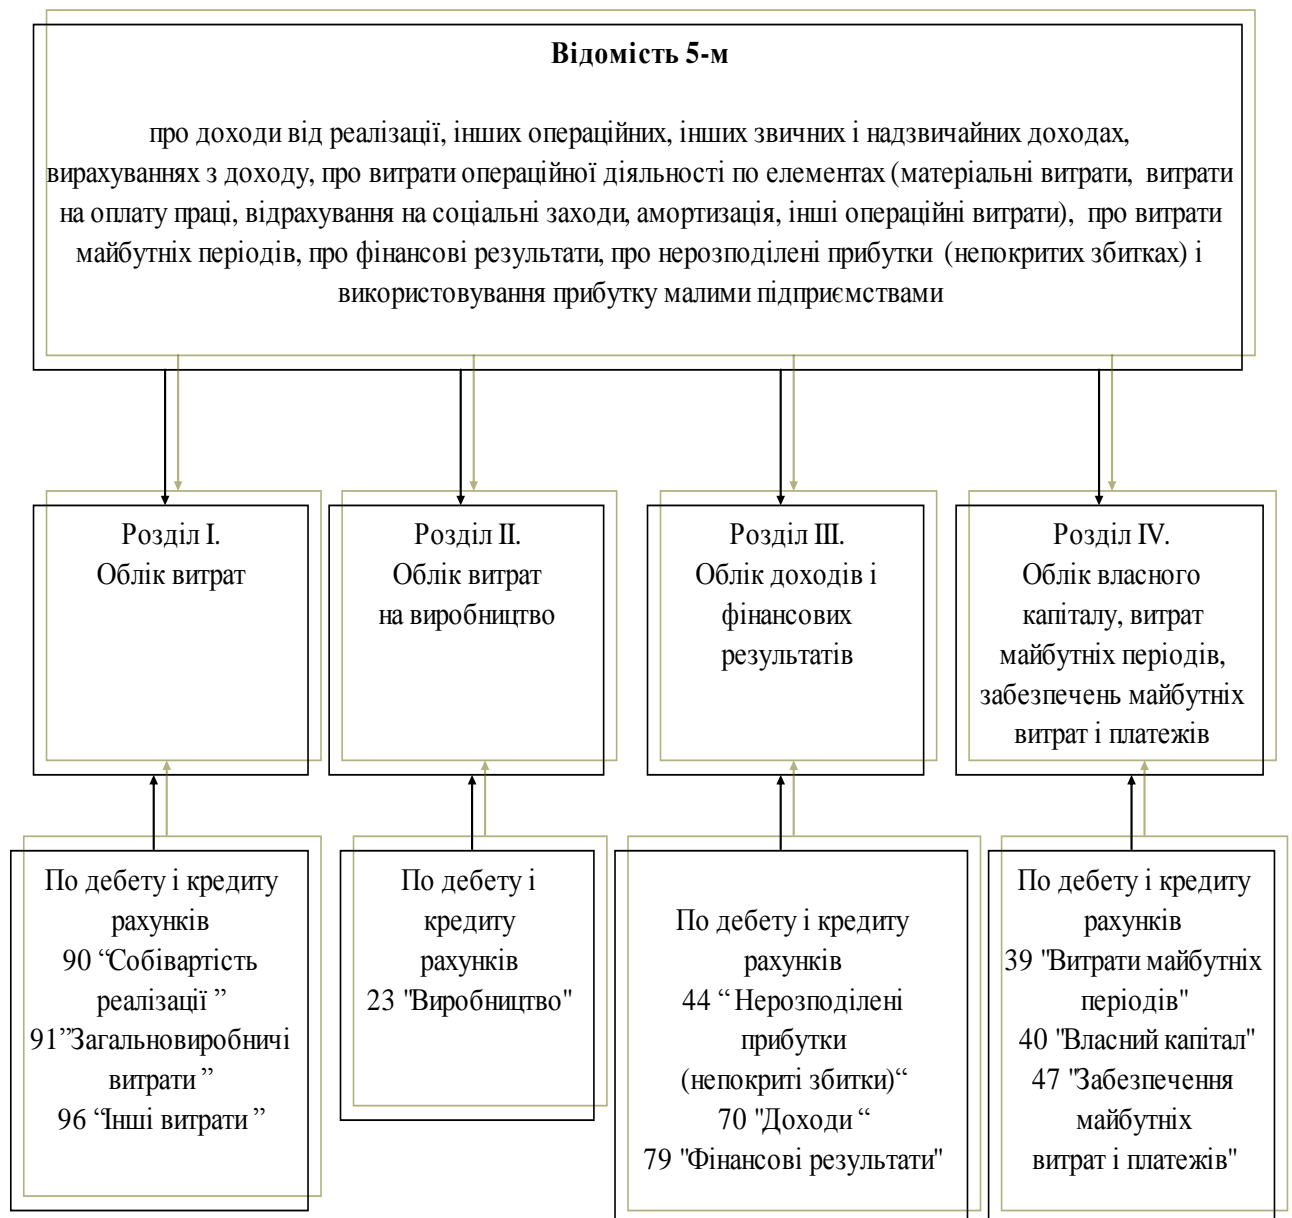 Відомість 5-м
про доходи від реалізації, інших операційних, інших звичних і надзвичайних доходах,
вирахуваннях з доходу, про витрати операційної діяльності по елементах (матеріальні витрати, витрати
на оплату праці, відрахування на соціальні заходи, амортизація, інші операційні витрати), про витрати
майбутніх періодів, про фінансові результати, про нерозподілені прибутки (непокритих збитках) і
використовування прибутку малими підприємствами
Розділ I.
Облік витрат
Розділ II.
Облік витрат
на виробництво
Розділ III.
Облік доходів і
фінансових
результатів
Розділ IV.
Облік власного
капіталу, витрат
майбутніх періодів,
забезпечень майбутніх
витрат і платежів
По дебету і кредиту
рахунків
90 “Собівартість
реалізації ”
91”Загальновиробничі
витрати ”
96 “Інші витрати ”
По дебету і
кредиту
рахунків
23 "Виробництво"
По дебету і кредиту
рахунків
44 “ Нерозподілені
прибутки
(непокриті збитки)“
70 "Доходи “
79 "Фінансові результати"
По дебету і кредиту
рахунків
39 "Витрати майбутніх
періодів"
40 "Власний капітал"
47 "Забезпечення
майбутніх
витрат і платежів"